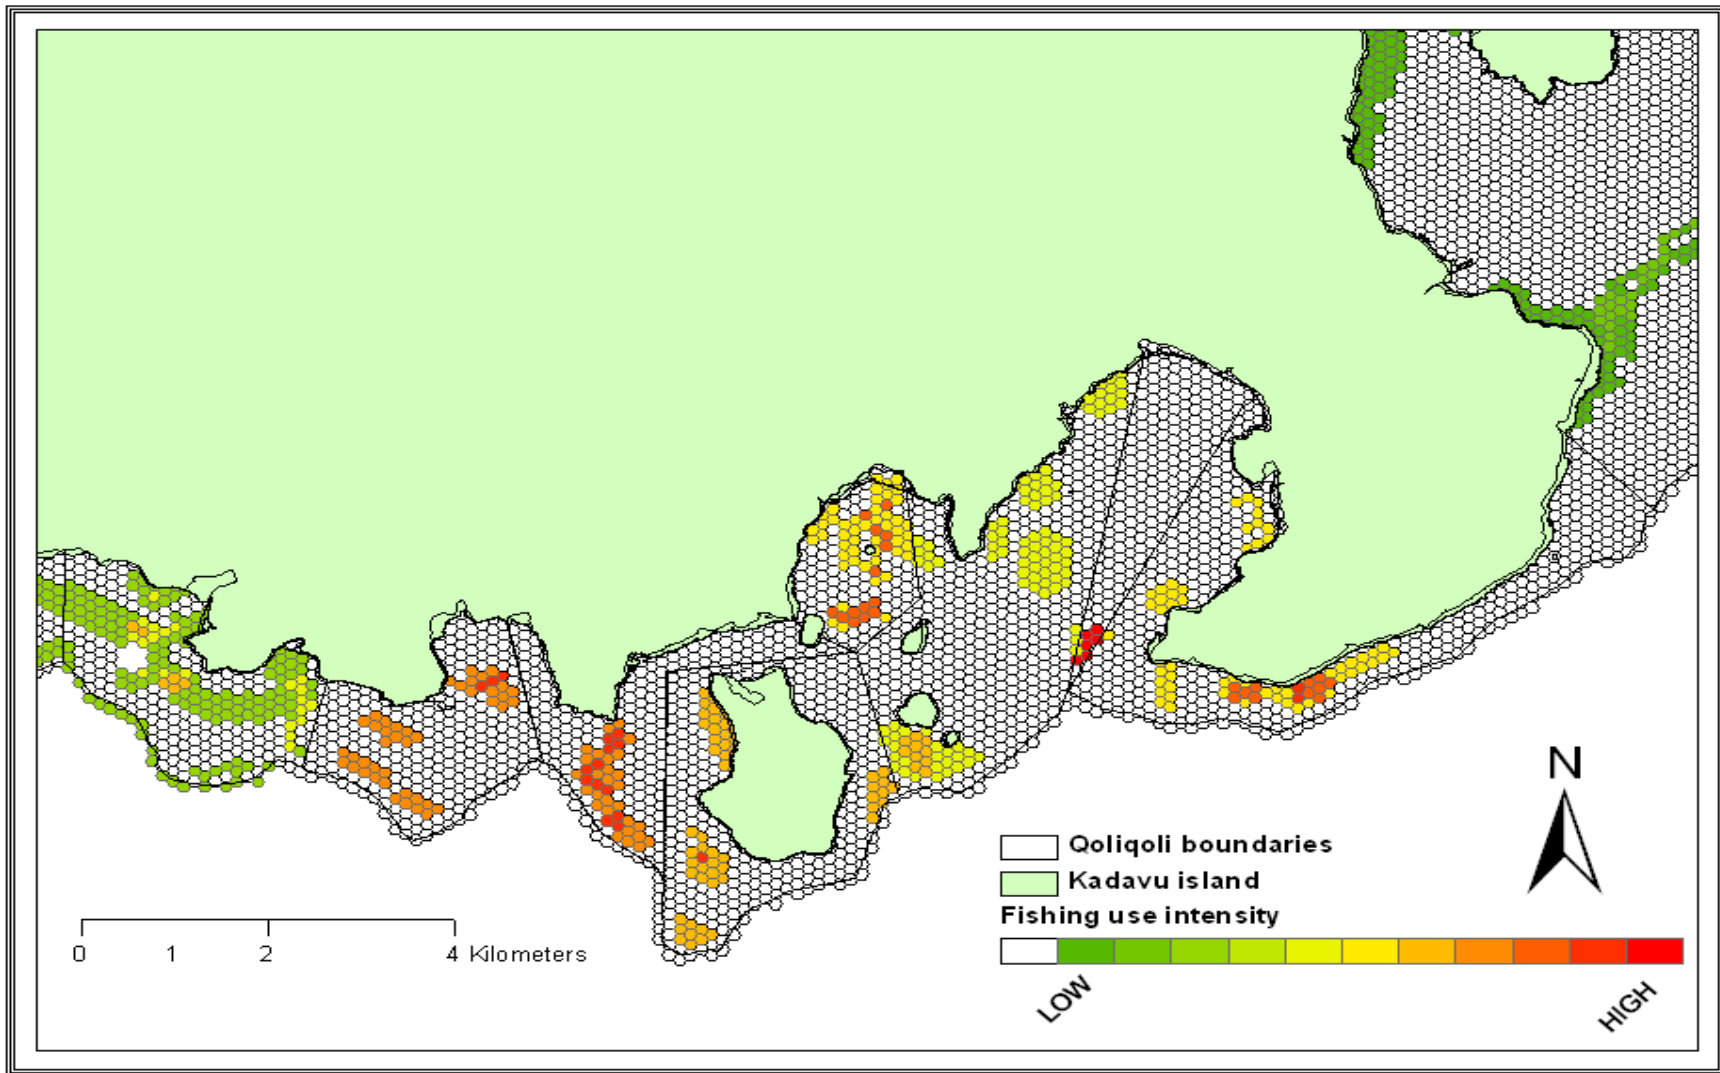 N
Qoliqoli boundaries
Kadavu island
Fishing use intensity
0 1 2 4 Kilometers
LOW HIGH